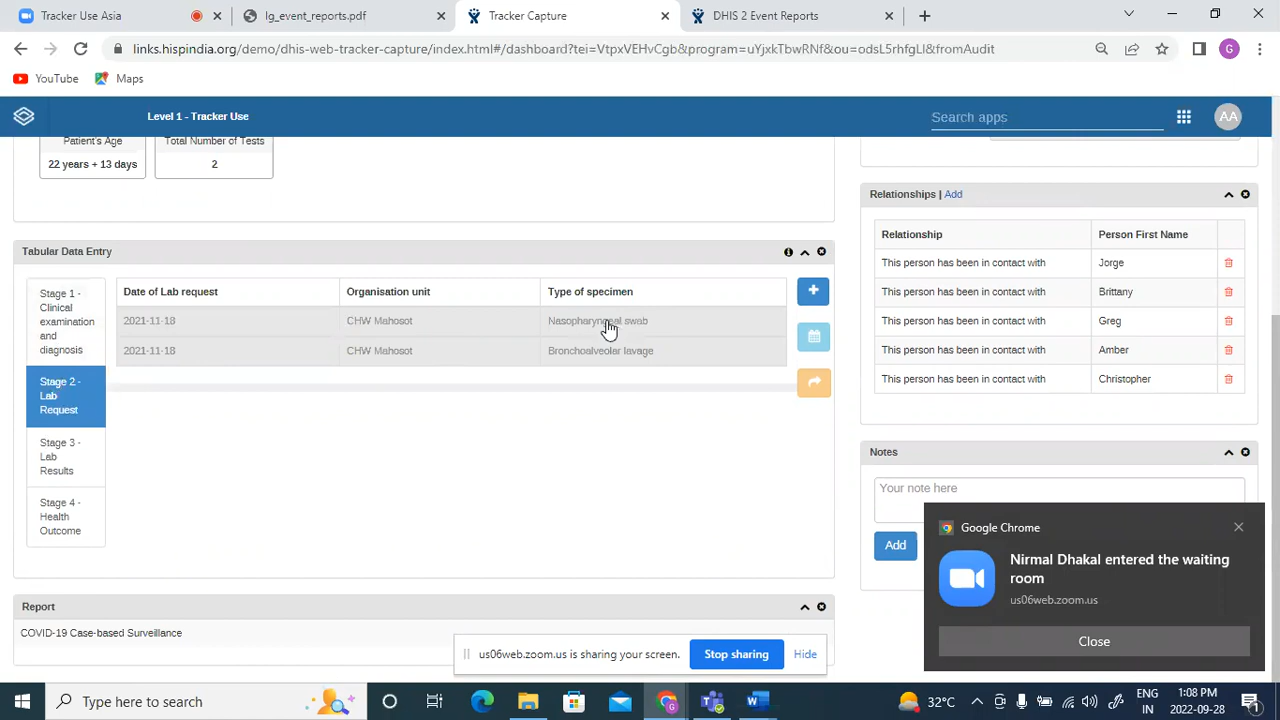 Tracker Use Asia
lg_event_reports.pdf
Tracker Capture
DHIS 2 Event Reports
links.hispindia.org/demo/dhis-web-tracker-capture/index.html#/dashboard?tei=VtpxVEHvCgb&program=uYjxkTbwRNf&ou=odsL5rhfgLl&fromAudit
G
YouTube
Maps
Level 1 - Tracker Use
Search apps
AA
Patient's Age
22 years + 13 days
Total Number of Tests
2
Relationships | Add
Relationship Person First Name
This person has been in contact with Jorge
This person has been in contact with Brittany
This person has been in contact with Greg
This person has been in contact with Amber
This person has been in contact with Christopher
Tabular Data Entry
Stage 1 -
Clinical
examination
and
diagnosis
Stage 2 -
Lab
Request
Stage 3 -
Lab
Results
Stage 4 -
Health
Outcome
Date of Lab request Organisation unit Type of specimen
2021-11-18 CHW Mahosot Nasopharyngeal swab
2021-11-18 CHW Mahosot Bronchoalveolar lavage
Notes
Your note here
Add
Google Chrome
Nirmal Dhakal entered the waiting
room
us06web.zoom.us
Close
Report
COVID-19 Case-based Surveillance
us06web.zoom.us is sharing your screen.
Stop sharing
Hide
Type here to search
32°C
ENG
IN
1:08 PM
2022-09-28
1